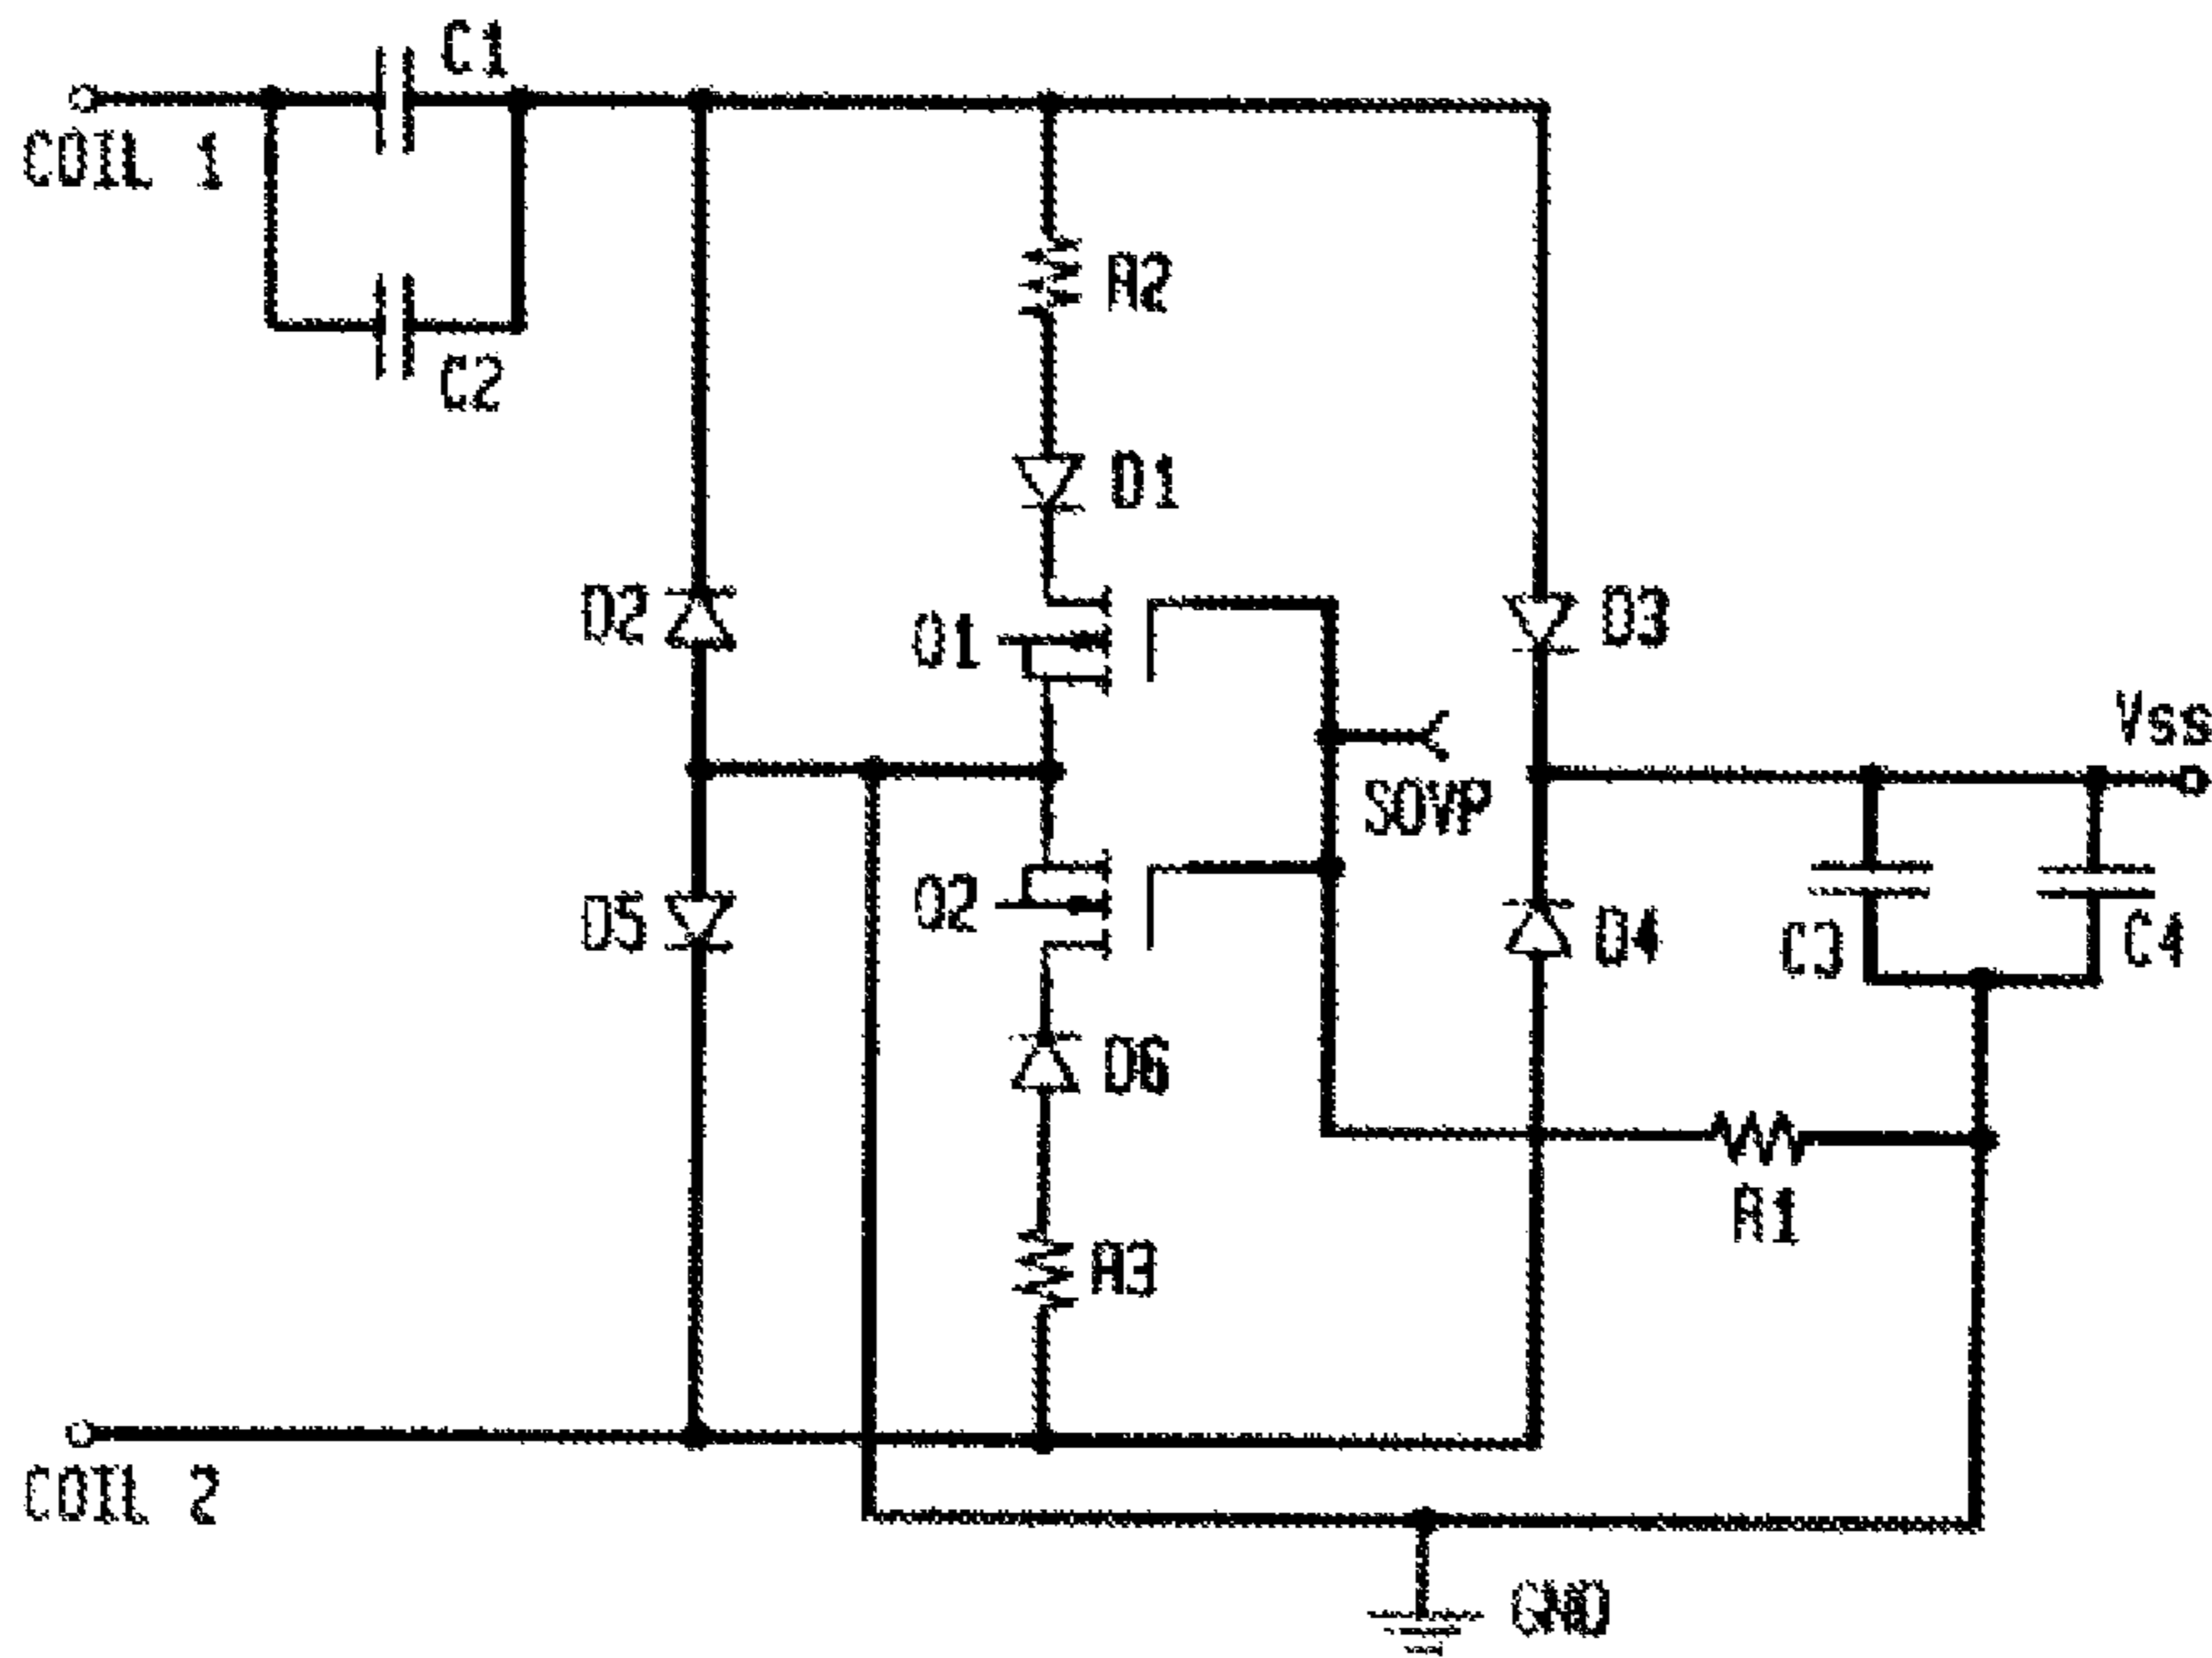 C1
COIL 1
C2
R2
D1
D2
Q1
D3
Vss
SOVP
D5
Q2
D4
C3
C4
D6
R1
R3
COIL 2
GND